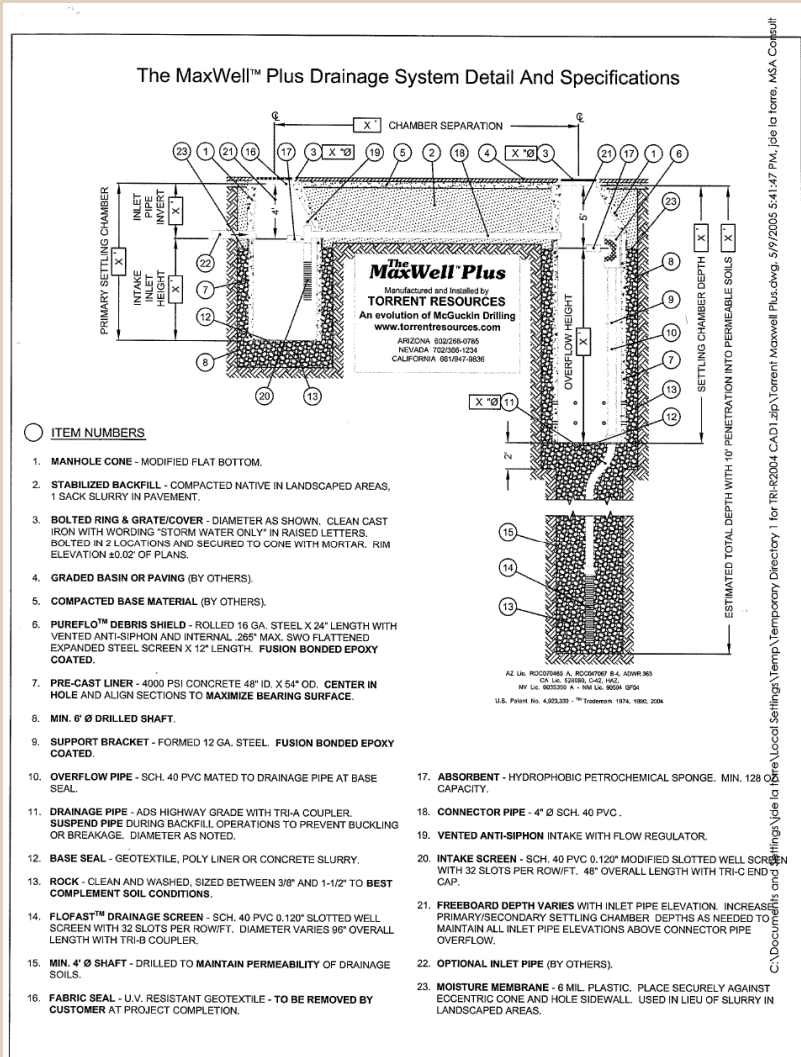 The MaxWell™ Plus Drainage System Detail And Specifications
℄
℄
X ' CHAMBER SEPARATION
23
1
21
16
17
3
X "Ø
19
5
2
18
4
X "Ø
3
21
17
1
6
PRIMARY SETTLING CHAMBER
X '
INLET PIPE INVERT
X '
INTAKE INLET HEIGHT
X '
4'
5'
22
7
12
8
20
13
The
MaxWell™ Plus
Manufactured and Installed by
TORRENT RESOURCES
An evolution of McGuckin Drilling
www.torrentresources.com
ARIZONA 602/268-0785
NEVADA 702/366-1234
CALIFORNIA 661/947-9836
OVERFLOW HEIGHT
X '
23
8
9
10
7
13
12
X "Ø
11
2'
15
14
13
SETTLING CHAMBER DEPTH
X '
ESTIMATED TOTAL DEPTH WITH 10' PENETRATION INTO PERMEABLE SOILS
X '
AZ Lic. ROC070465 A, ROC047067 B-4, ADWR 363
CA Lic. 528080, C-42, HAZ.
NV Lic. 0035350 A - NM Lic. 90504 GF04
U.S. Patent No. 4,923,330 - ™ Trademark 1974, 1990, 2004
ITEM NUMBERS
1. MANHOLE CONE - MODIFIED FLAT BOTTOM.
2. STABILIZED BACKFILL - COMPACTED NATIVE IN LANDSCAPED AREAS,
1 SACK SLURRY IN PAVEMENT.
3. BOLTED RING & GRATE/COVER - DIAMETER AS SHOWN. CLEAN CAST
IRON WITH WORDING "STORM WATER ONLY" IN RAISED LETTERS.
BOLTED IN 2 LOCATIONS AND SECURED TO CONE WITH MORTAR. RIM
ELEVATION ±0.02' OF PLANS.
4. GRADED BASIN OR PAVING (BY OTHERS).
5. COMPACTED BASE MATERIAL (BY OTHERS).
6. PUREFLO™ DEBRIS SHIELD - ROLLED 16 GA. STEEL X 24" LENGTH WITH
VENTED ANTI-SIPHON AND INTERNAL .265" MAX. SWO FLATTENED
EXPANDED STEEL SCREEN X 12" LENGTH. FUSION BONDED EPOXY
COATED.
7. PRE-CAST LINER - 4000 PSI CONCRETE 48" ID. X 54" OD. CENTER IN
HOLE AND ALIGN SECTIONS TO MAXIMIZE BEARING SURFACE.
8. MIN. 6' Ø DRILLED SHAFT.
9. SUPPORT BRACKET - FORMED 12 GA. STEEL. FUSION BONDED EPOXY
COATED.
10. OVERFLOW PIPE - SCH. 40 PVC MATED TO DRAINAGE PIPE AT BASE
SEAL.
11. DRAINAGE PIPE - ADS HIGHWAY GRADE WITH TRI-A COUPLER.
SUSPEND PIPE DURING BACKFILL OPERATIONS TO PREVENT BUCKLING
OR BREAKAGE. DIAMETER AS NOTED.
12. BASE SEAL - GEOTEXTILE, POLY LINER OR CONCRETE SLURRY.
13. ROCK - CLEAN AND WASHED, SIZED BETWEEN 3/8" AND 1-1/2" TO BEST
COMPLEMENT SOIL CONDITIONS.
14. FLOFAST™ DRAINAGE SCREEN - SCH. 40 PVC 0.120" SLOTTED WELL
SCREEN WITH 32 SLOTS PER ROW/FT. DIAMETER VARIES 96" OVERALL
LENGTH WITH TRI-B COUPLER.
15. MIN. 4' Ø SHAFT - DRILLED TO MAINTAIN PERMEABILITY OF DRAINAGE
SOILS.
16. FABRIC SEAL - U.V. RESISTANT GEOTEXTILE - TO BE REMOVED BY
CUSTOMER AT PROJECT COMPLETION.
17. ABSORBENT - HYDROPHOBIC PETROCHEMICAL SPONGE. MIN. 128 OZ
CAPACITY.
18. CONNECTOR PIPE - 4" Ø SCH. 40 PVC .
19. VENTED ANTI-SIPHON INTAKE WITH FLOW REGULATOR.
20. INTAKE SCREEN - SCH. 40 PVC 0.120" MODIFIED SLOTTED WELL SCREEN
WITH 32 SLOTS PER ROW/FT. 48" OVERALL LENGTH WITH TRI-C END
CAP.
21. FREEBOARD DEPTH VARIES WITH INLET PIPE ELEVATION. INCREASE
PRIMARY/SECONDARY SETTLING CHAMBER DEPTHS AS NEEDED TO
MAINTAIN ALL INLET PIPE ELEVATIONS ABOVE CONNECTOR PIPE
OVERFLOW.
22. OPTIONAL INLET PIPE (BY OTHERS).
23. MOISTURE MEMBRANE - 6 MIL. PLASTIC. PLACE SECURELY AGAINST
ECCENTRIC CONE AND HOLE SIDEWALL. USED IN LIEU OF SLURRY IN
LANDSCAPED AREAS.
C:\Documents and Settings\jde la torre\Local Settings\Temp\Temporary Directory 1 for TRI-R2004 CAD1.zip\Torrent Maxwell Plus.dwg, 5/9/2005 5:41:47 PM, jde la torre, MSA Consult